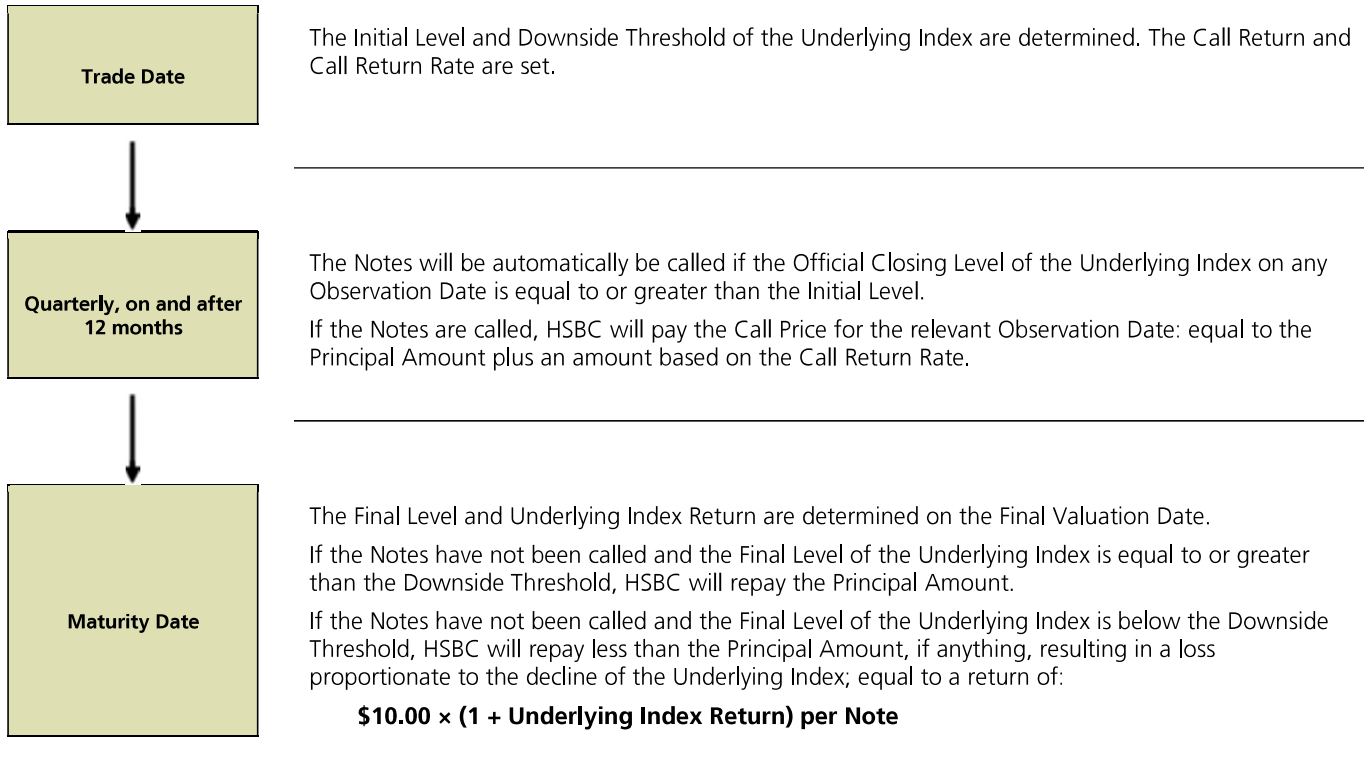 Trade Date
The Initial Level and Downside Threshold of the Underlying Index are determined. The Call Return and
Call Return Rate are set.
Quarterly, on and after
12 months
The Notes will be automatically be called if the Official Closing Level of the Underlying Index on any
Observation Date is equal to or greater than the Initial Level.
If the Notes are called, HSBC will pay the Call Price for the relevant Observation Date: equal to the
Principal Amount plus an amount based on the Call Return Rate.
Maturity Date
The Final Level and Underlying Index Return are determined on the Final Valuation Date.
If the Notes have not been called and the Final Level of the Underlying Index is equal to or greater
than the Downside Threshold, HSBC will repay the Principal Amount.
If the Notes have not been called and the Final Level of the Underlying Index is below the Downside
Threshold, HSBC will repay less than the Principal Amount, if anything, resulting in a loss
proportionate to the decline of the Underlying Index; equal to a return of:
$10.00 × (1 + Underlying Index Return) per Note